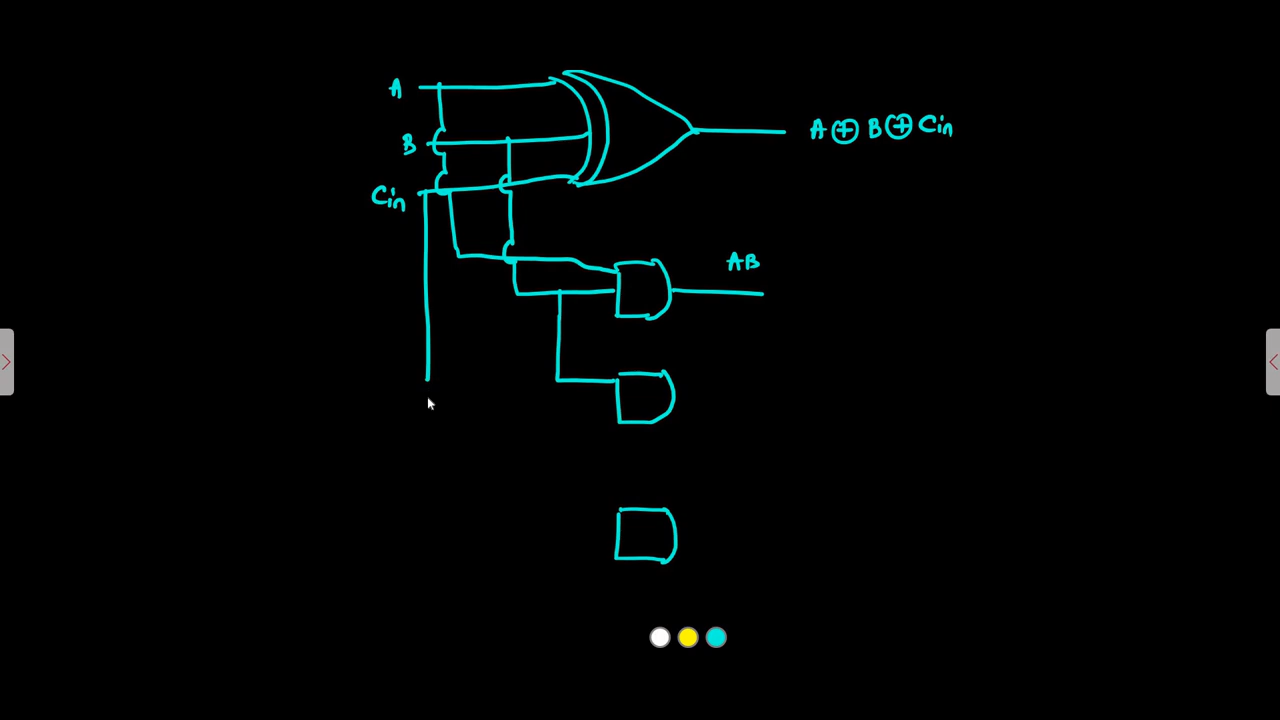 A
A ⊕ B ⊕ Cin
B
Cin
AB